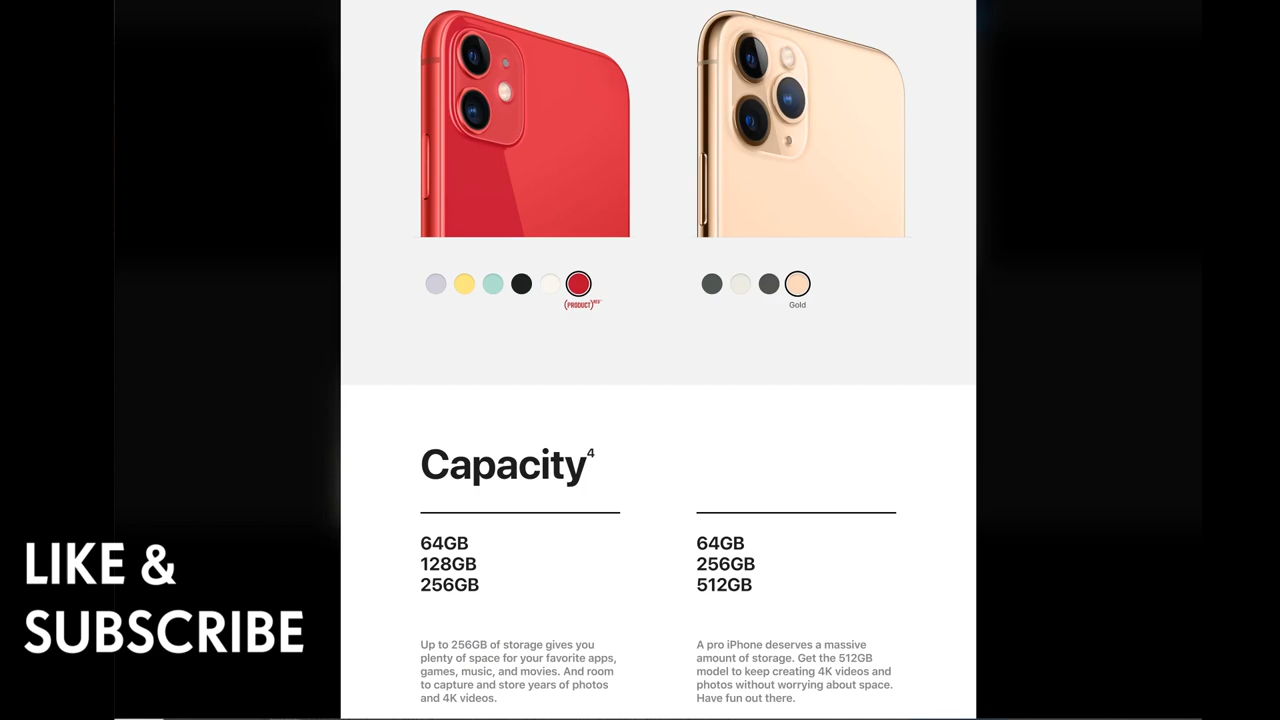 (PRODUCT)RED™
Gold
Capacity⁴
64GB
128GB
256GB
64GB
256GB
512GB
Up to 256GB of storage gives you
plenty of space for your favorite apps,
games, music, and movies. And room
to capture and store years of photos
and 4K videos.
A pro iPhone deserves a massive
amount of storage. Get the 512GB
model to keep creating 4K videos and
photos without worrying about space.
Have fun out there.
LIKE &
SUBSCRIBE